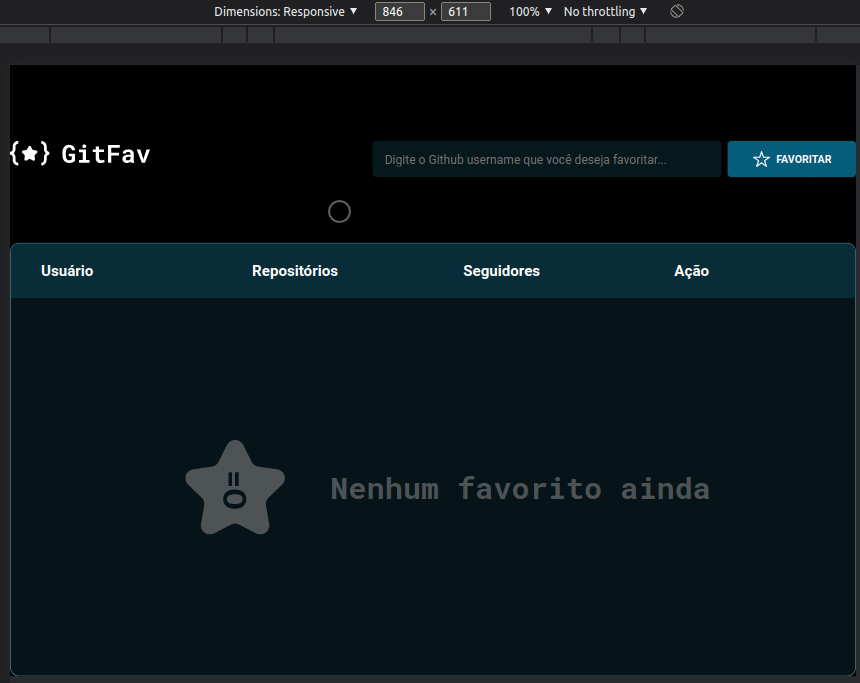 Dimensions: Responsive ▼ 846 × 611 100% ▼ No throttling ▼
{★} GitFav
Digite o Github username que você deseja favoritar...
FAVORITAR
Usuário Repositórios Seguidores Ação
Nenhum favorito ainda